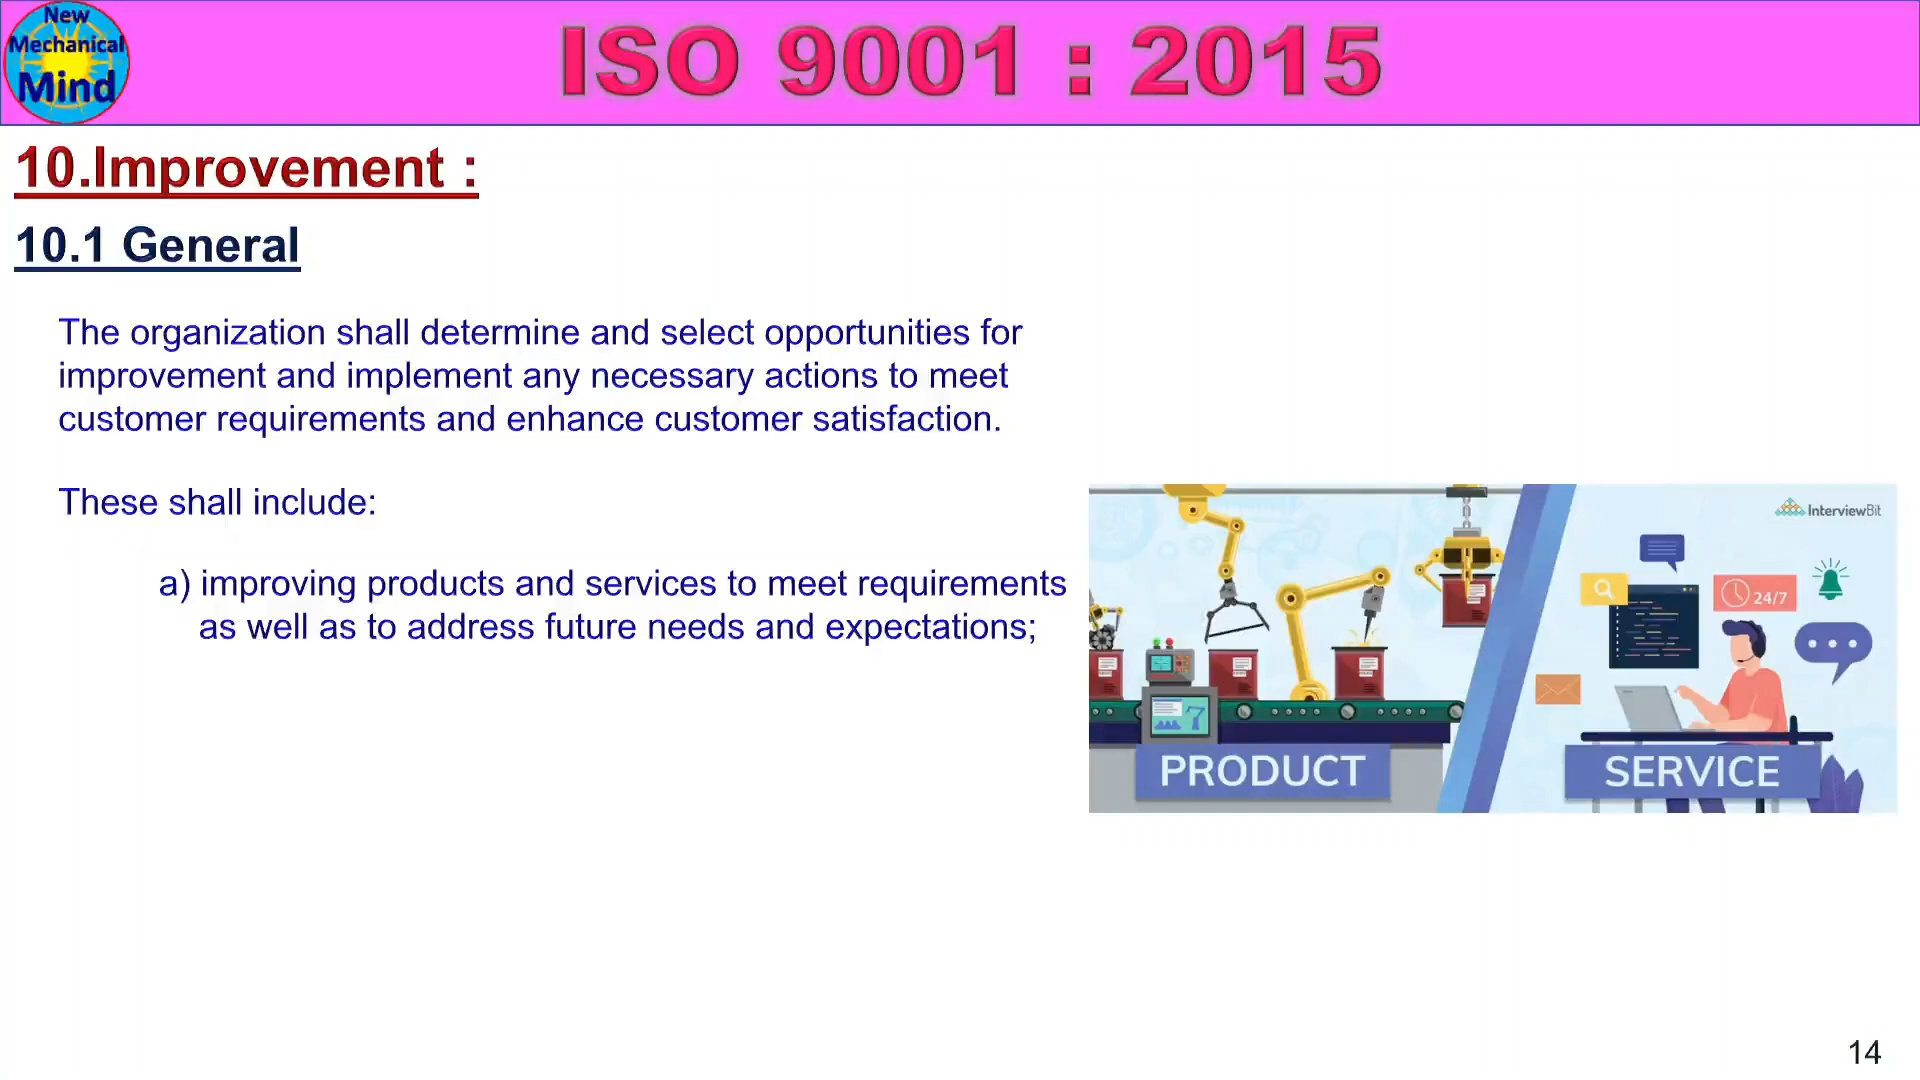 New
Mechanical
Mind
ISO 9001 : 2015
10.Improvement :
10.1 General
The organization shall determine and select opportunities for
improvement and implement any necessary actions to meet
customer requirements and enhance customer satisfaction.
These shall include:
a) improving products and services to meet requirements
as well as to address future needs and expectations;
InterviewBit
24/7
PRODUCT
SERVICE
14